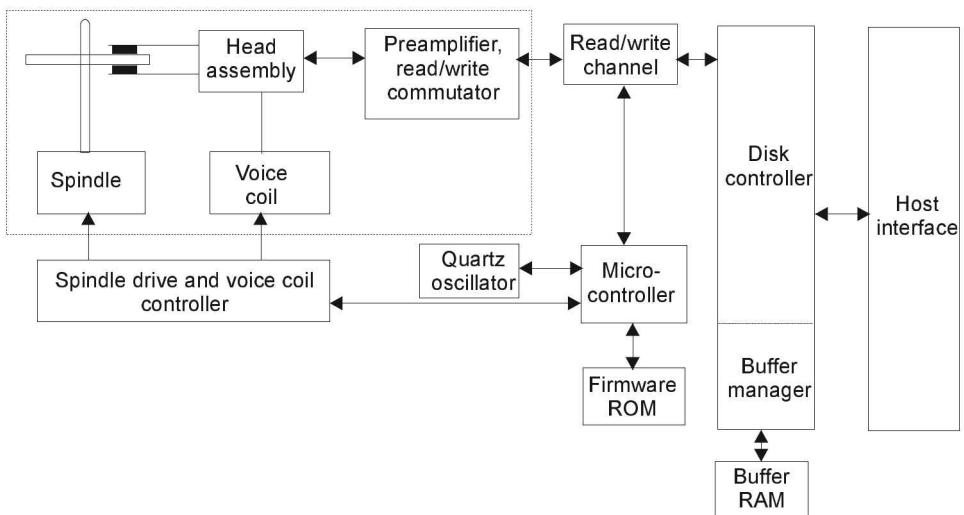 Head
assembly
Preamplifier,
read/write
commutator
Read/write
channel
Disk
controller
Host
interface
Spindle
Voice
coil
Quartz
oscillator
Micro-
controller
Spindle drive and voice coil
controller
Buffer
manager
Firmware
ROM
Buffer
RAM